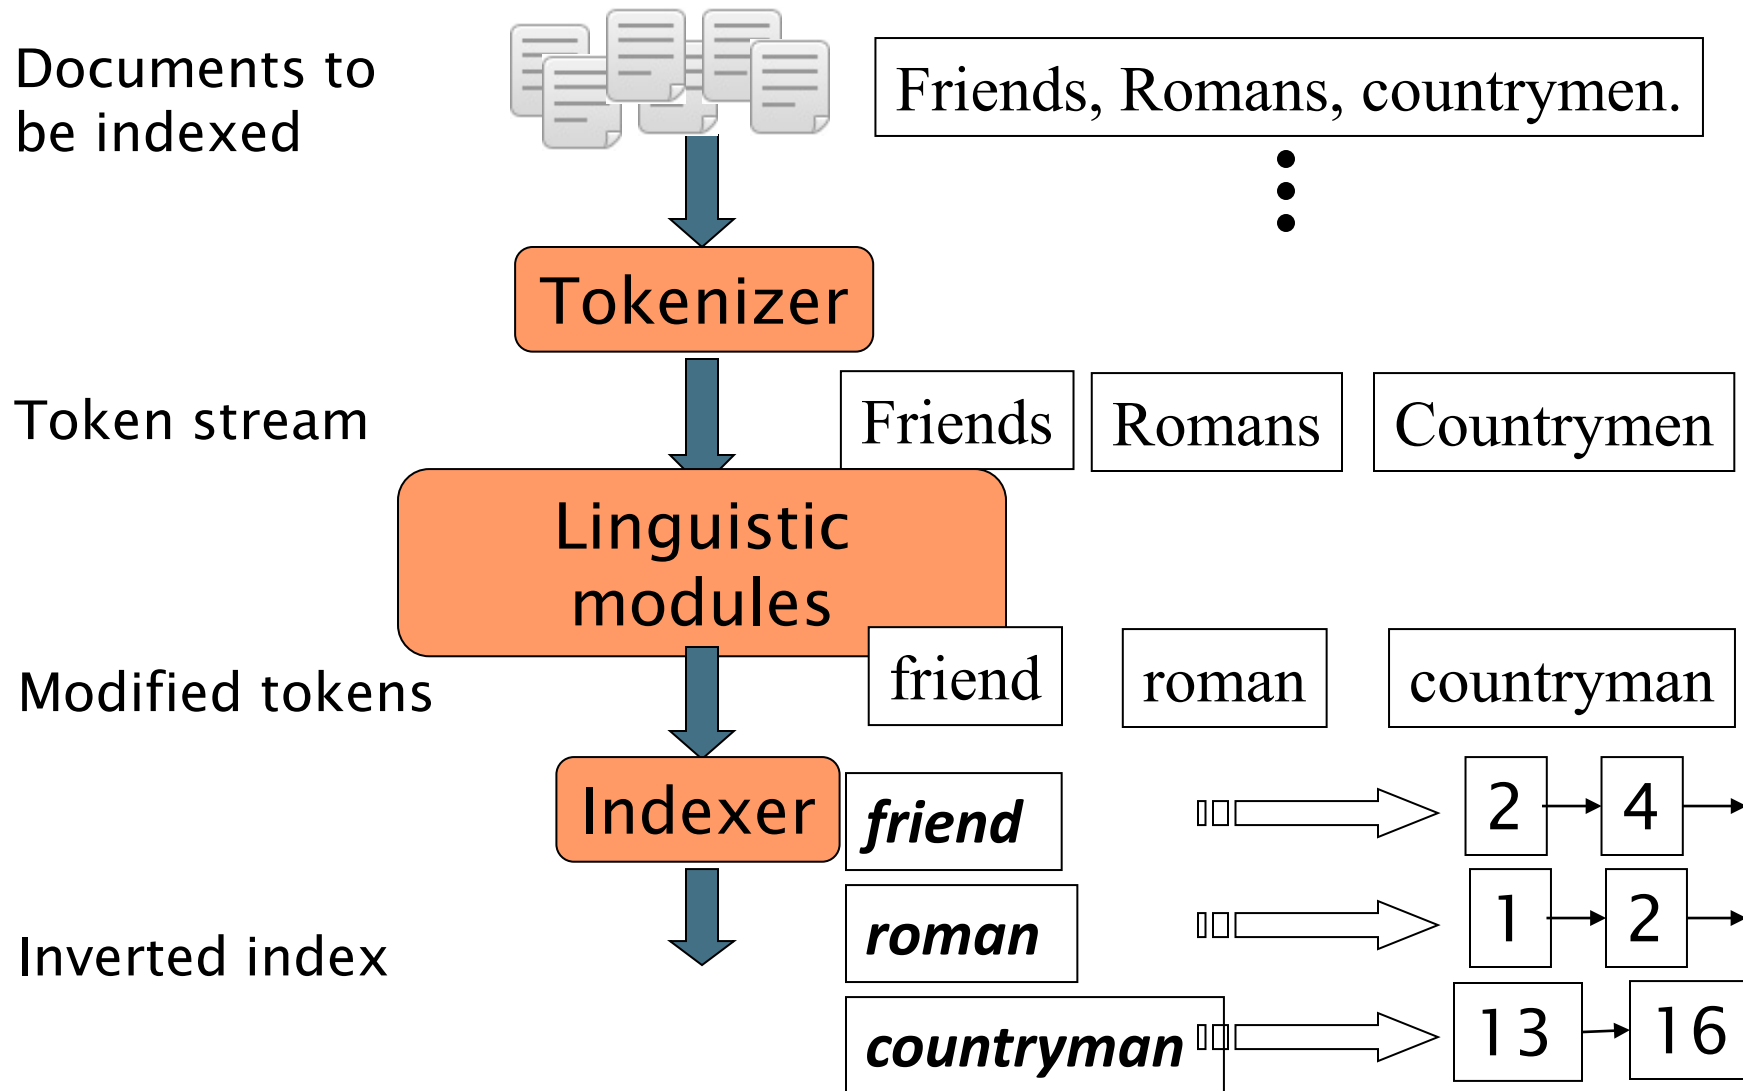 Documents to
be indexed
Friends, Romans, countrymen.
Tokenizer
Token stream
Friends
Romans
Countrymen
Linguistic
modules
Modified tokens
friend
roman
countryman
Indexer
friend
2
4
roman
1
2
Inverted index
countryman
13
16